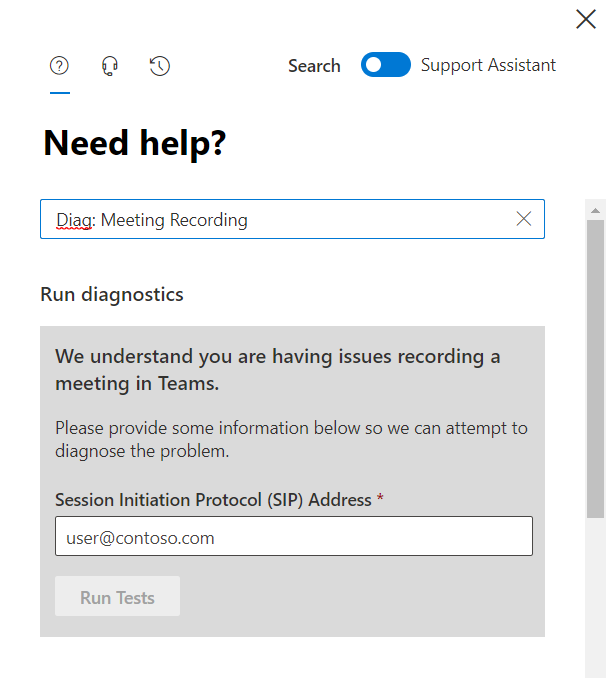 Search Support Assistant
Need help?
Diag: Meeting Recording
Run diagnostics
We understand you are having issues recording a
meeting in Teams.
Please provide some information below so we can attempt to
diagnose the problem.
Session Initiation Protocol (SIP) Address *
user@contoso.com
Run Tests